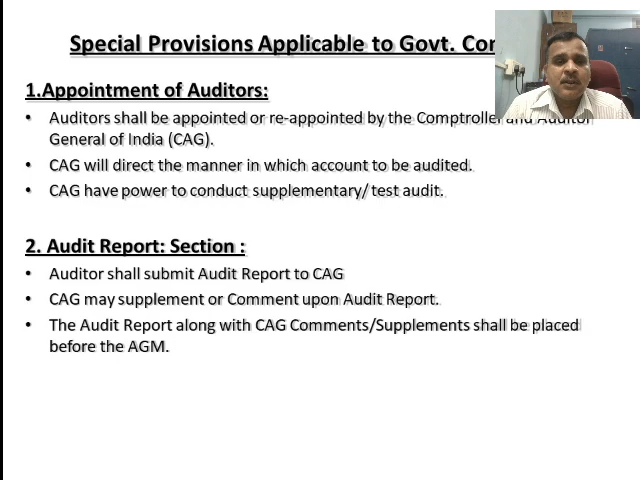 Special Provisions Applicable to Govt.
1.Appointment of Auditors:
• Auditors shall be appointed or re-appointed by the Comptroller and Auditor
General of India (CAG).
• CAG will direct the manner in which account to be audited.
• CAG have power to conduct supplementary/ test audit.
2. Audit Report: Section :
• Auditor shall submit Audit Report to CAG
• CAG may supplement or Comment upon Audit Report.
• The Audit Report along with CAG Comments/Supplements shall be placed
before the AGM.